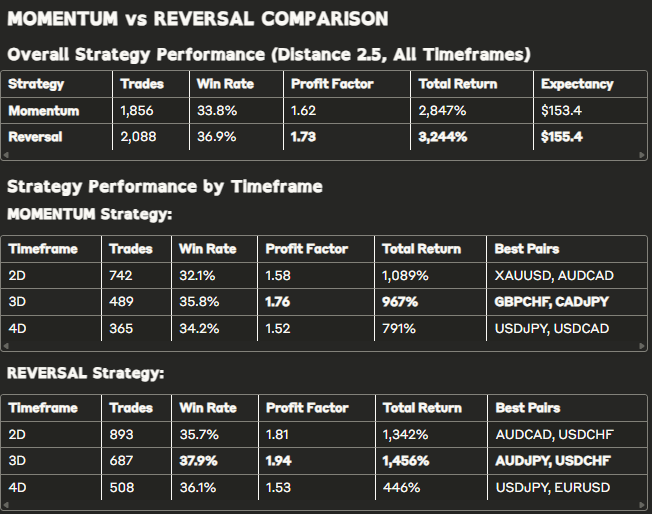 MOMENTUM vs REVERSAL COMPARISON
Overall Strategy Performance (Distance 2.5, All Timeframes)
Strategy Trades Win Rate Profit Factor Total Return Expectancy
Momentum 1,856 33.8% 1.62 2,847% $153.4
Reversal 2,088 36.9% 1.73 3,244% $155.4
Strategy Performance by Timeframe
MOMENTUM Strategy:
Timeframe Trades Win Rate Profit Factor Total Return Best Pairs
2D 742 32.1% 1.58 1,089% XAUUSD, AUDCAD
3D 489 35.8% 1.76 967% GBPCHF, CADJPY
4D 365 34.2% 1.52 791% USDJPY, USDCAD
REVERSAL Strategy:
Timeframe Trades Win Rate Profit Factor Total Return Best Pairs
2D 893 35.7% 1.81 1,342% AUDCAD, USDCHF
3D 687 37.9% 1.94 1,456% AUDJPY, USDCHF
4D 508 36.1% 1.53 446% USDJPY, EURUSD